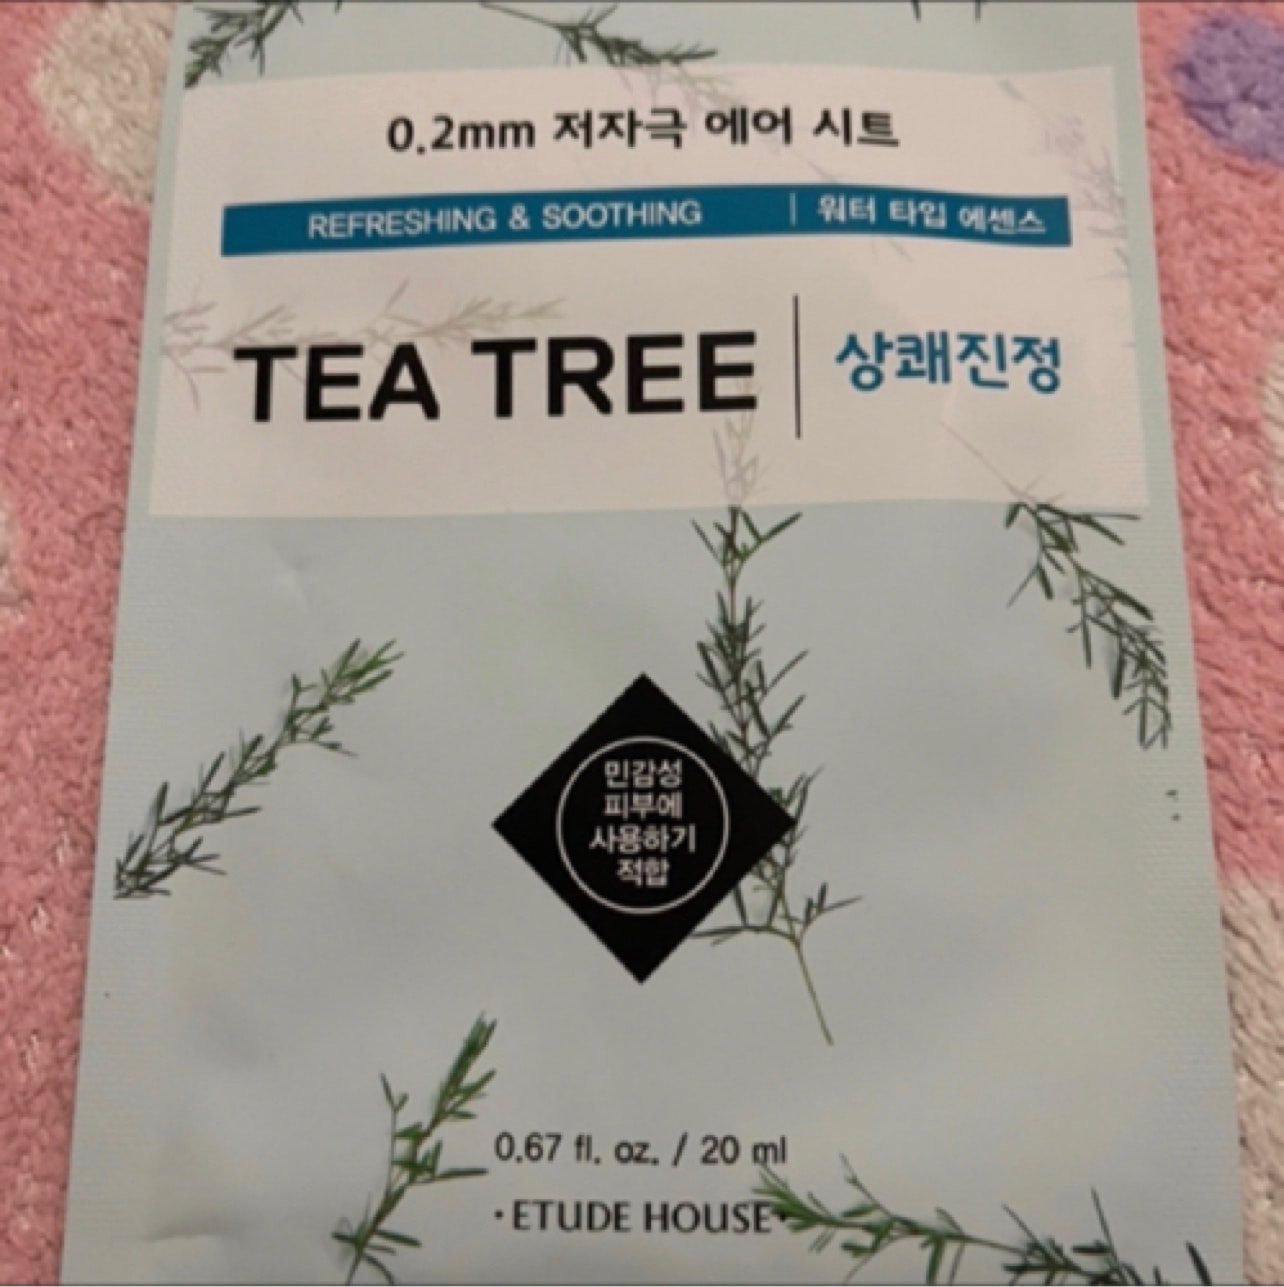 0.2mm 저자극 에어 시트
REFRESHING & SOOTHING | 워터 타입 에센스
TEA TREE | 상쾌진정
민감성
피부에
사용하기
적합
0.67 fl. oz. / 20 ml
·ETUDE HOUSE·